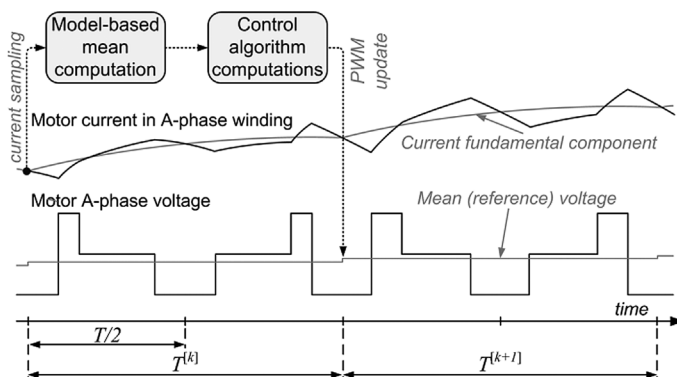 current sampling
Model-based
mean
computation
Control
algorithm
computations
PWM
update
Motor current in A-phase winding
Current fundamental component
Motor A-phase voltage
Mean (reference) voltage
time
T/2
T[k]
T[k+1]